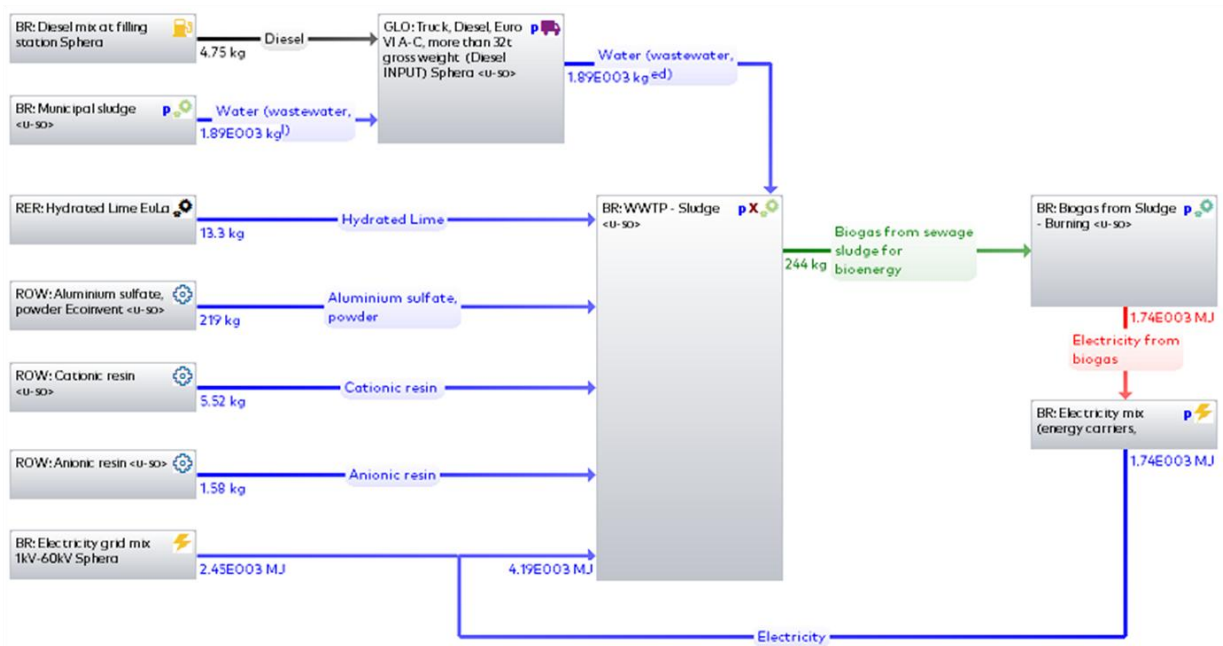 BR: Diesel mix at filling
station Sphera
4.75 kg
Diesel
GLO: Truck, Diesel, Euro
VI A-C, more than 32t
gross weight (Diesel
INPUT) Sphera <u-so>
p
Water (wastewater,
1.89E003 kg
ed)
BR: Municipal sludge
<u-so>
p
Water (wastewater,
1.89E003 kg
l)
RER: Hydrated Lime EuLa
13.3 kg
Hydrated Lime
BR: WWTP - Sludge
<u-so>
p X
Biogas from sewage
sludge for
bioenergy
244 kg
BR: Biogas from Sludge
- Burning <u-so>
p
1.74E003 MJ
Electricity from
biogas
ROW: Aluminium sulfate,
powder Ecoinvent <u-so>
219 kg
Aluminium sulfate,
powder
ROW: Cationic resin
<u-so>
5.52 kg
Cationic resin
BR: Electricity mix
(energy carriers,
p
1.74E003 MJ
ROW: Anionic resin <u-so>
1.58 kg
Anionic resin
BR: Electricity grid mix
1kV-60kV Sphera
2.45E003 MJ
4.19E003 MJ
Electricity